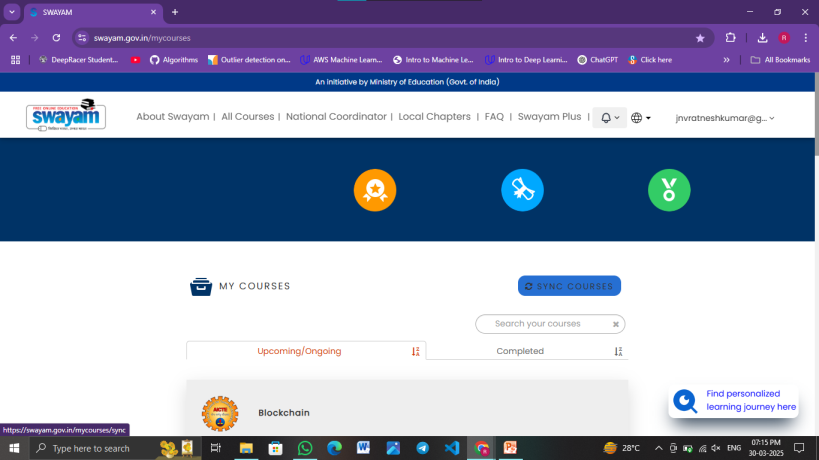 SWAYAM
swayam.gov.in/mycourses
DeepRacer Student... Algorithms Outlier detection on... AWS Machine Learn... Intro to Machine Le... Intro to Deep Learni... ChatGPT Click here All Bookmarks
An initiative by Ministry of Education (Govt. of India)
FREE ONLINE EDUCATION
swayam
About Swayam | All Courses | National Coordinator | Local Chapters | FAQ | Swayam Plus |
jnvratneshkumar@g...
MY COURSES
SYNC COURSES
Search your courses
Upcoming/Ongoing
Completed
AICTE
Blockchain
Find personalized
learning journey here
https://swayam.gov.in/mycourses/sync
Type here to search
28°C
ENG
07:15 PM
30-03-2025